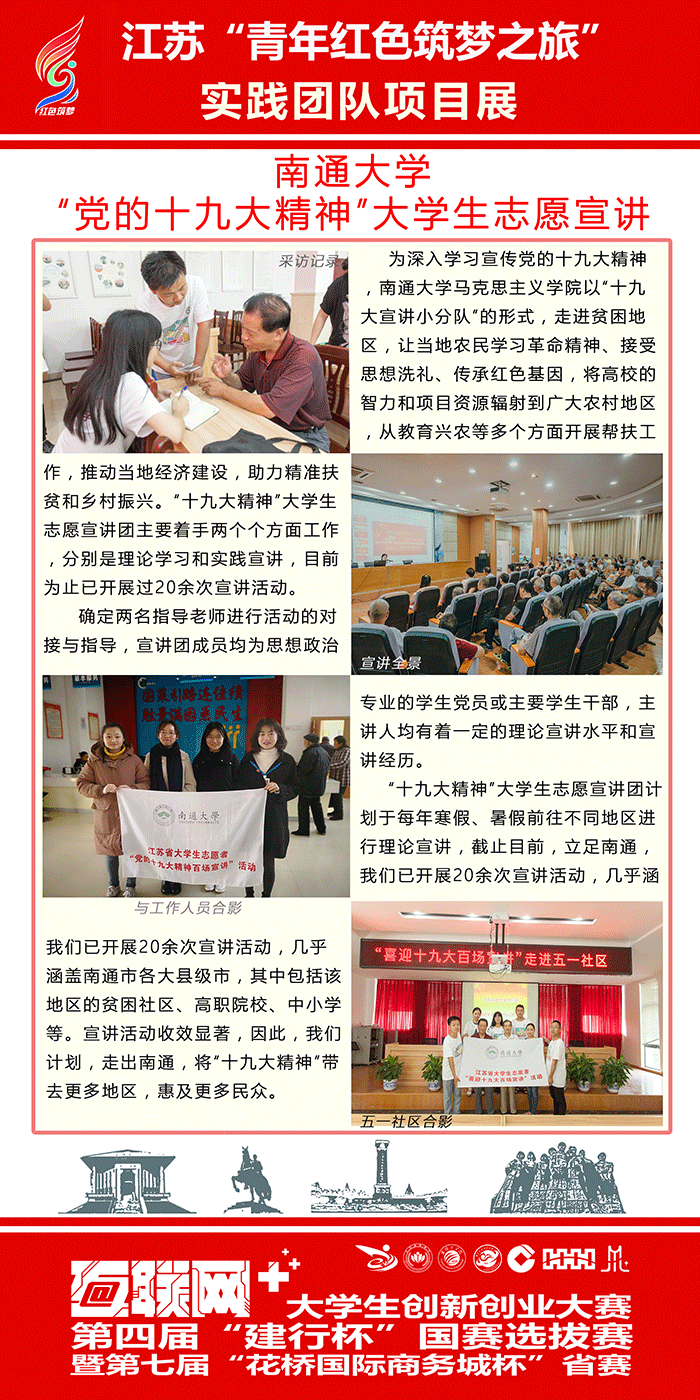 红色筑梦
江苏“青年红色筑梦之旅”
实践团队项目展
南通大学
“党的十九大精神”大学生志愿宣讲
采访记录
为深入学习宣传党的十九大精神
，南通大学马克思主义学院以“十九
大宣讲小分队”的形式，走进贫困地
区，让当地农民学习革命精神、接受
思想洗礼、传承红色基因，将高校的
智力和项目资源辐射到广大农村地区
，从教育兴农等多个方面开展帮扶工
作，推动当地经济建设，助力精准扶
贫和乡村振兴。“十九大精神”大学生
志愿宣讲团主要着手两个个方面工作
，分别是理论学习和实践宣讲，目前
为止已开展过20余次宣讲活动。
确定两名指导老师进行活动的对
接与指导，宣讲团成员均为思想政治
宣讲全景
国策引路连佳绩
南通大学
江苏省大学生志愿者
“党的十九大精神百场宣讲”活动
与工作人员合影
专业的学生党员或主要学生干部，主
讲人均有着一定的理论宣讲水平和宣
讲经历。
“十九大精神”大学生志愿宣讲团计
划于每年寒假、暑假前往不同地区进
行理论宣讲，截止目前，立足南通，
我们已开展20余次宣讲活动，几乎涵
我们已开展20余次宣讲活动，几乎
涵盖南通市各大县级市，其中包括该
地区的贫困社区、高职院校、中小学
等。宣讲活动收效显著，因此，我们
计划，走出南通，将“十九大精神”带
去更多地区，惠及更多民众。
“喜迎十九大百场宣讲”走进五一社区
南通大学
江苏省大学生志愿者
“喜迎十九大百场宣讲”活动
五一社区合影
互联网++
大学生创新创业大赛
第四届“建行杯”国赛选拔赛
暨第七届“花桥国际商务城杯”省赛